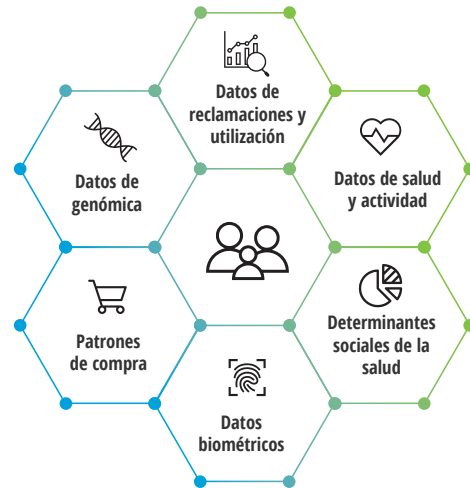 Datos de
reclamaciones y
utilización
Datos de
genómica
Datos de salud
y actividad
Patrones
de compra
Determinantes
sociales de la
salud
Datos
biométricos